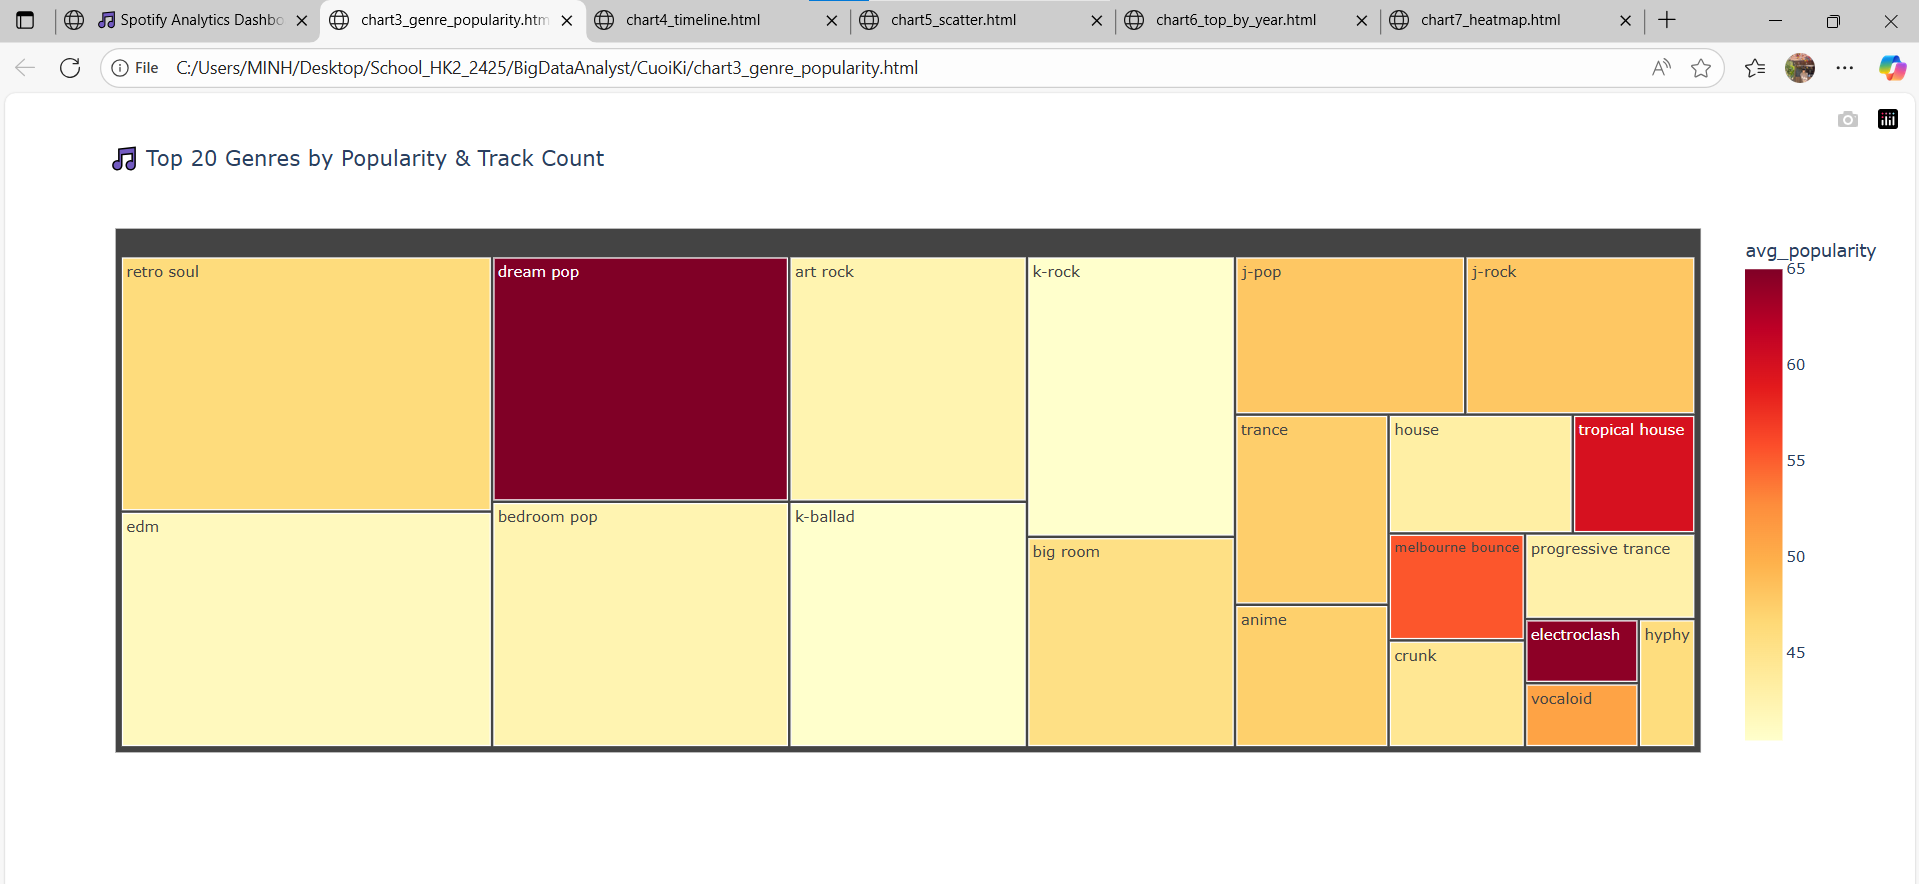 Spotify Analytics Dashbo
chart3_genre_popularity.htm
chart4_timeline.html
chart5_scatter.html
chart6_top_by_year.html
chart7_heatmap.html
File
C:/Users/MINH/Desktop/School_HK2_2425/BigDataAnalyst/CuoiKi/chart3_genre_popularity.html
Top 20 Genres by Popularity & Track Count
retro soul
dream pop
art rock
k-rock
j-pop
j-rock
trance
house
tropical house
edm
bedroom pop
k-ballad
big room
melbourne bounce
progressive trance
anime
electroclash
hyphy
crunk
vocaloid
avg_popularity
65
60
55
50
45